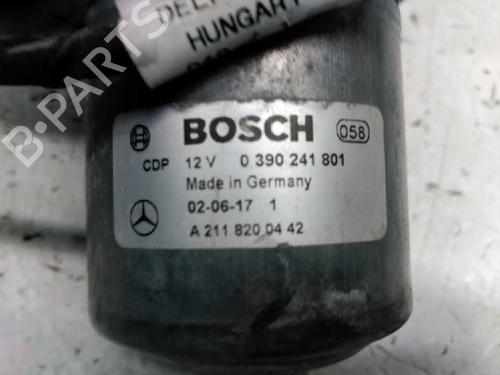 HUNGARY
BOSCH 058
CDP 12 V 0 390 241 801
Made in Germany
02-06-17 1
A 211 820 04 42
B-PARTS